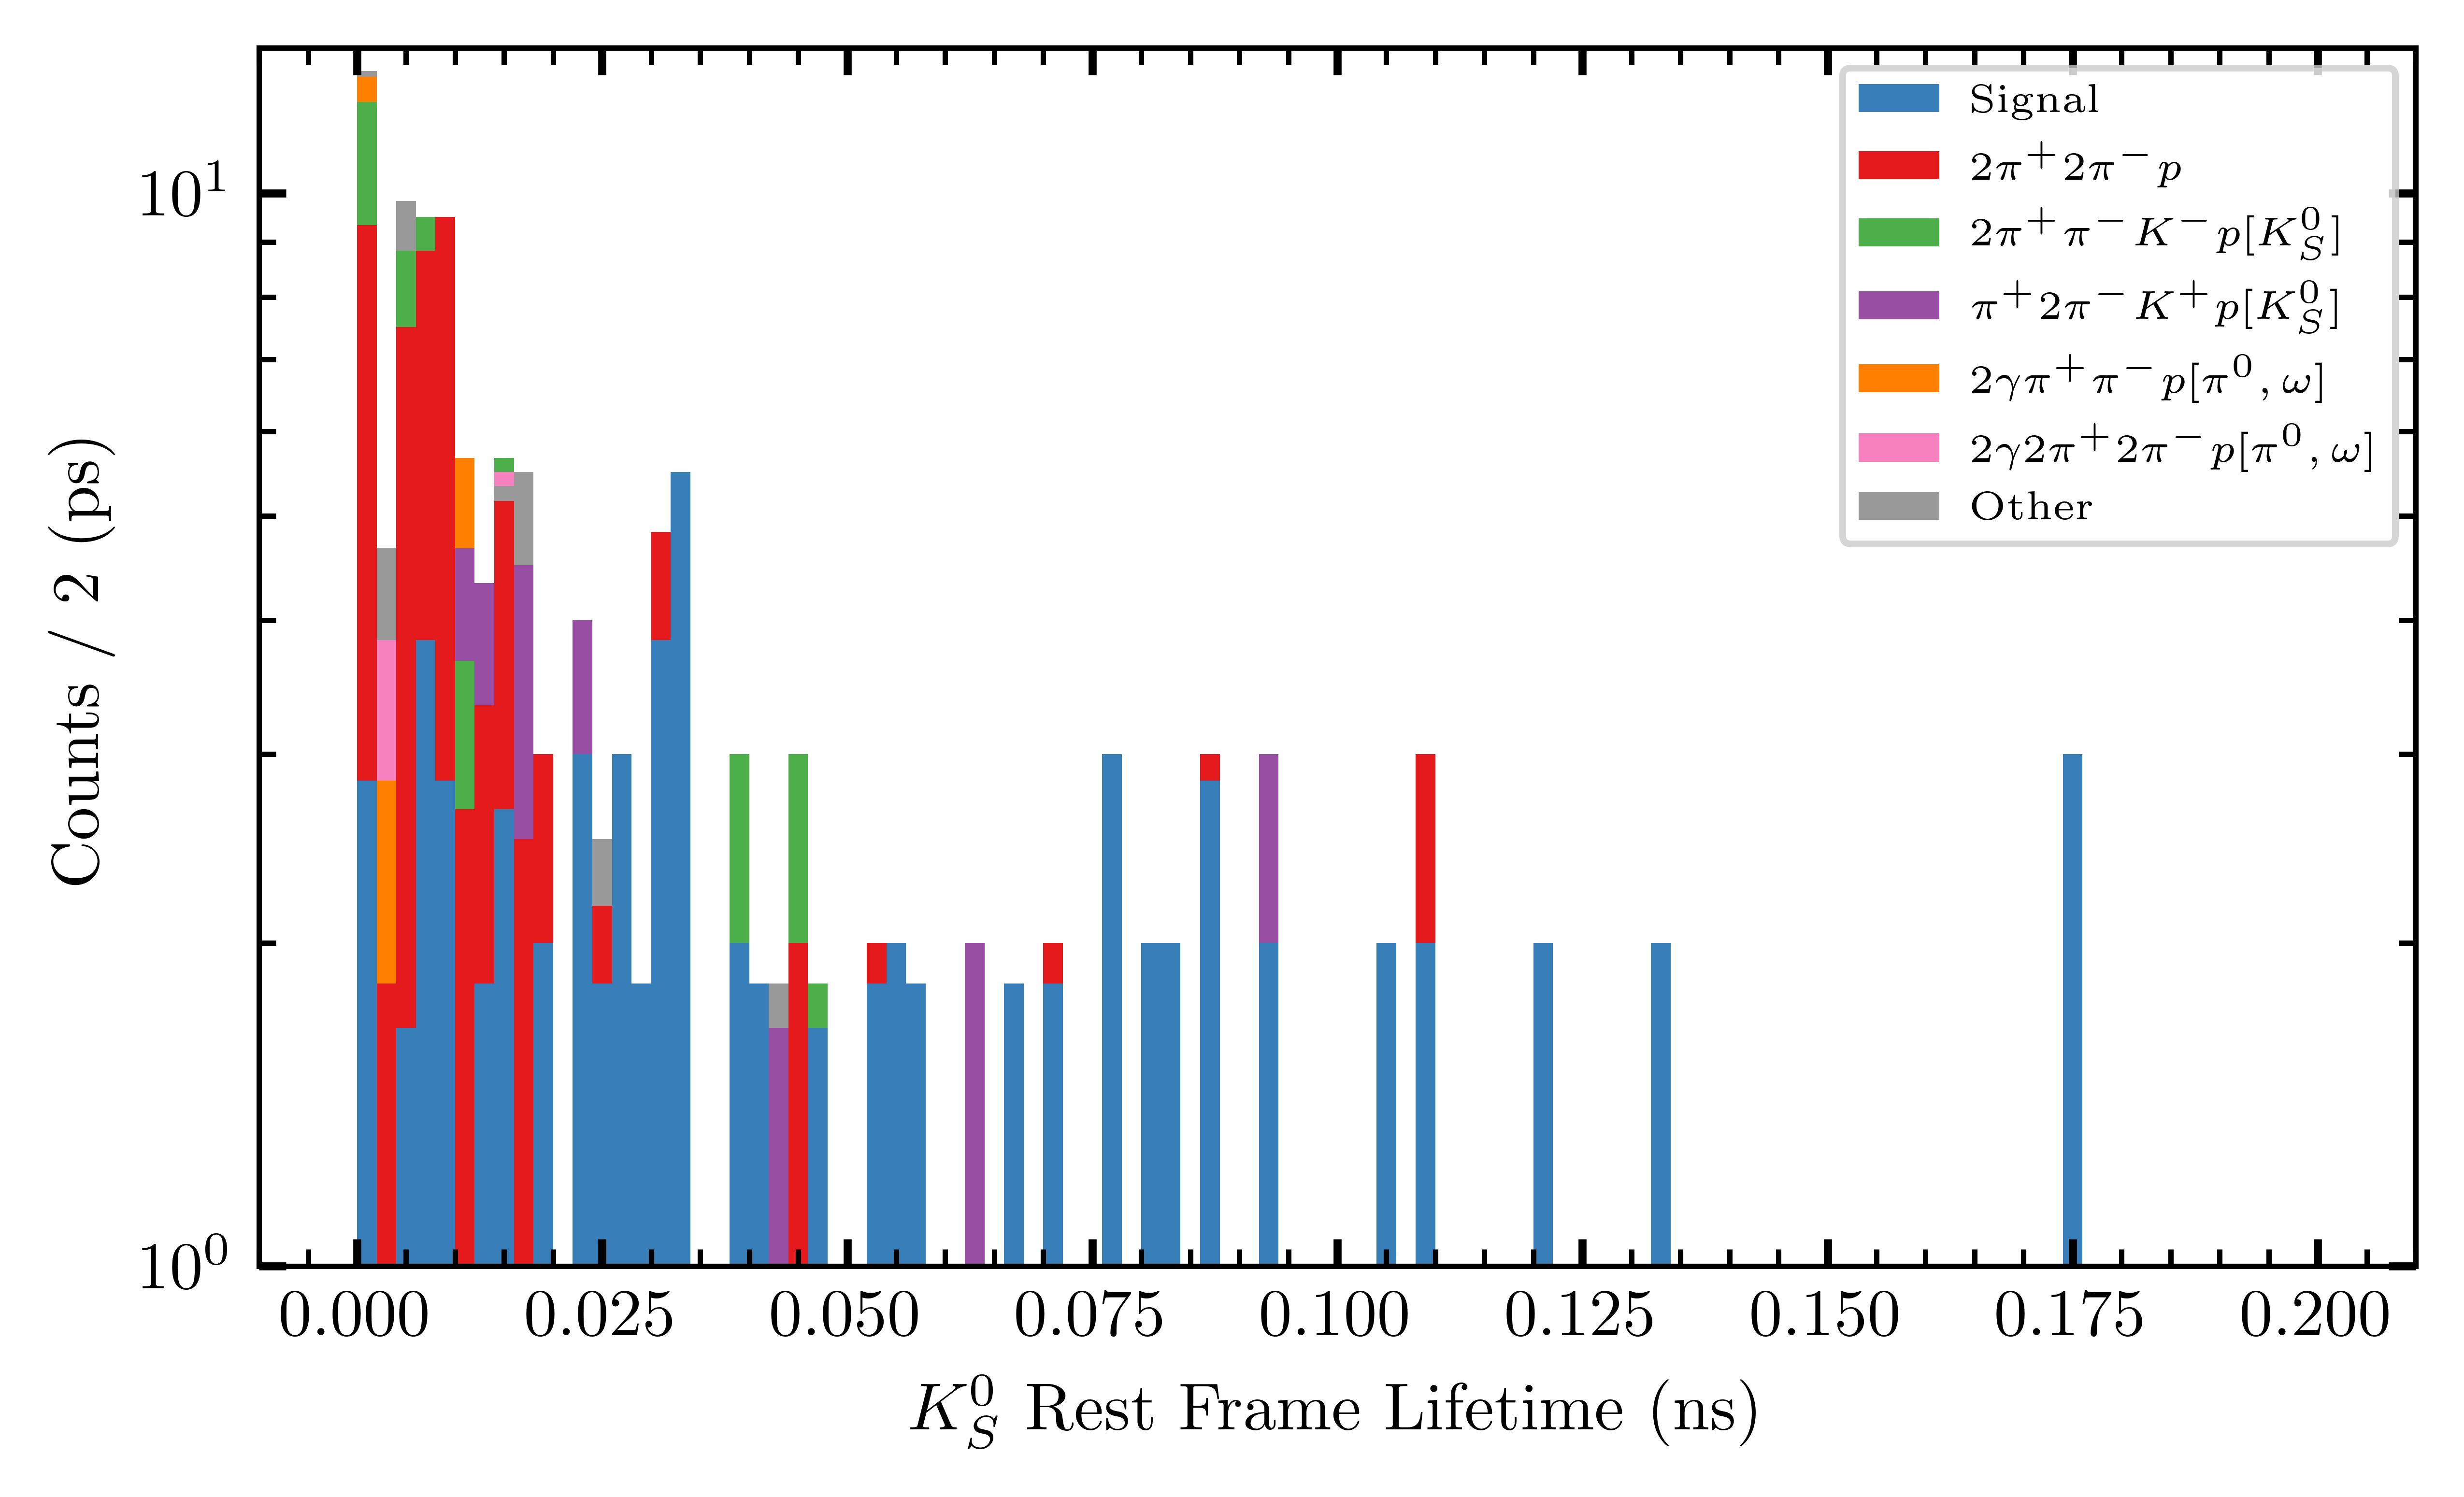 Counts / 2 (ps)
10¹
10⁰
Signal
2π⁺2π⁻p
2π⁺π⁻K⁻p[K⁰_S]
π⁺2π⁻K⁺p[K⁰_S]
2γπ⁺π⁻p[π⁰, ω]
2γ2π⁺2π⁻p[π⁰, ω]
Other
0.000 0.025 0.050 0.075 0.100 0.125 0.150 0.175 0.200
K⁰_S Rest Frame Lifetime (ns)